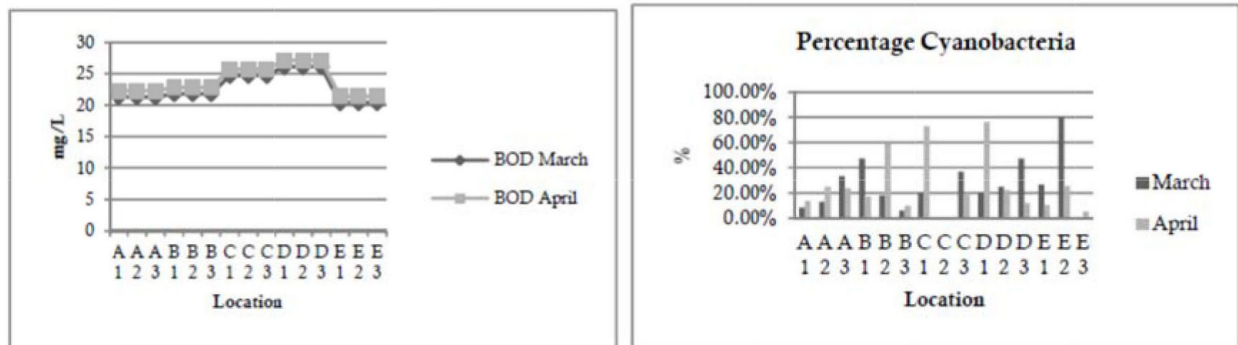 30
25
20
15
10
5
0
mg/L
A A A B B B C C C D D D E E E
1 2 3 1 2 3 1 2 3 1 2 3 1 2 3
Location
BOD March
BOD April
Percentage Cyanobacteria
100.00%
80.00%
60.00%
40.00%
20.00%
0.00%
%
A A A B B B C C C D D D E E E
1 2 3 1 2 3 1 2 3 1 2 3 1 2 3
Location
March
April